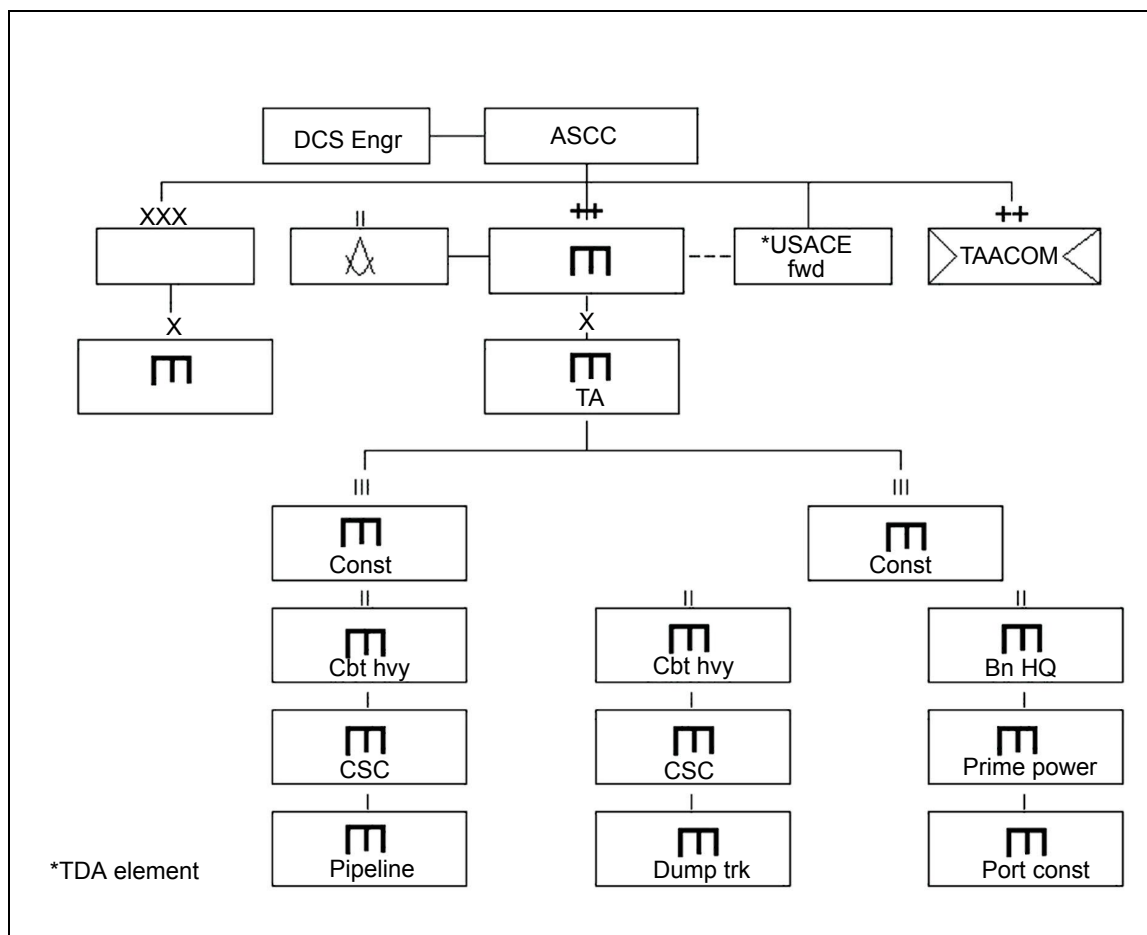 DCS Engr
ASCC
XXX
II
+++
++
*USACE
fwd
TAACOM
X
X
TA
III
III
Const
Const
II
II
II
Cbt hvy
Cbt hvy
Bn HQ
I
I
I
CSC
CSC
Prime power
I
I
I
Pipeline
Dump trk
Port const
*TDA element